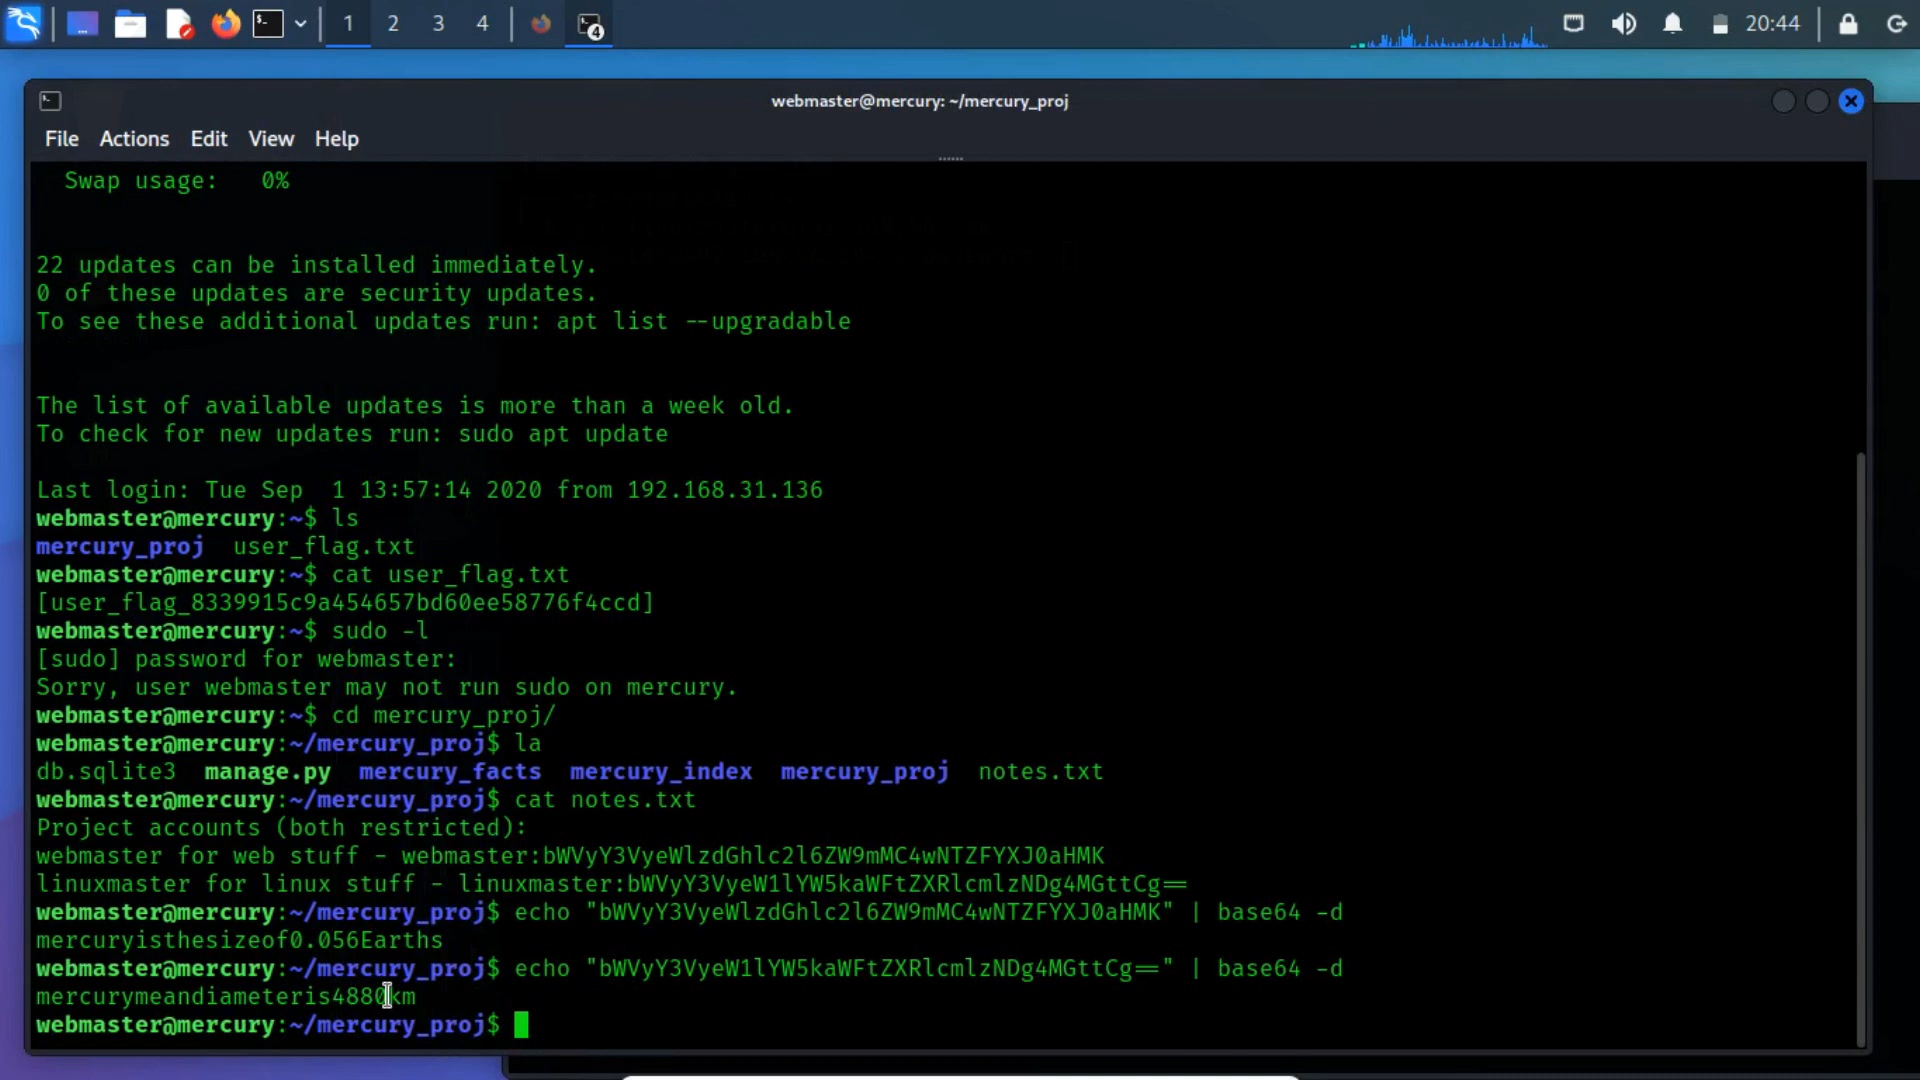 1 2 3 4 4 20:44
webmaster@mercury: ~/mercury_proj
File Actions Edit View Help
Swap usage: 0%
22 updates can be installed immediately.
0 of these updates are security updates.
To see these additional updates run: apt list --upgradable
The list of available updates is more than a week old.
To check for new updates run: sudo apt update
Last login: Tue Sep  1 13:57:14 2020 from 192.168.31.136
webmaster@mercury:~$ ls
mercury_proj  user_flag.txt
webmaster@mercury:~$ cat user_flag.txt
[user_flag_8339915c9a454657bd60ee58776f4ccd]
webmaster@mercury:~$ sudo -l
[sudo] password for webmaster:
Sorry, user webmaster may not run sudo on mercury.
webmaster@mercury:~$ cd mercury_proj/
webmaster@mercury:~/mercury_proj$ la
db.sqlite3  manage.py  mercury_facts  mercury_index  mercury_proj  notes.txt
webmaster@mercury:~/mercury_proj$ cat notes.txt
Project accounts (both restricted):
webmaster for web stuff - webmaster:bWVyY3VyeWlzdGhlc2l6ZW9mMC4wNTZFYXJ0aHMK
linuxmaster for linux stuff - linuxmaster:bWVyY3VyeW1lYW5kaWFtZXRlcmlzNDg4MGttCg==
webmaster@mercury:~/mercury_proj$ echo "bWVyY3VyeWlzdGhlc2l6ZW9mMC4wNTZFYXJ0aHMK" | base64 -d
mercuryisthesizeof0.056Earths
webmaster@mercury:~/mercury_proj$ echo "bWVyY3VyeW1lYW5kaWFtZXRlcmlzNDg4MGttCg==" | base64 -d
mercurymeandiameteris4880km
webmaster@mercury:~/mercury_proj$